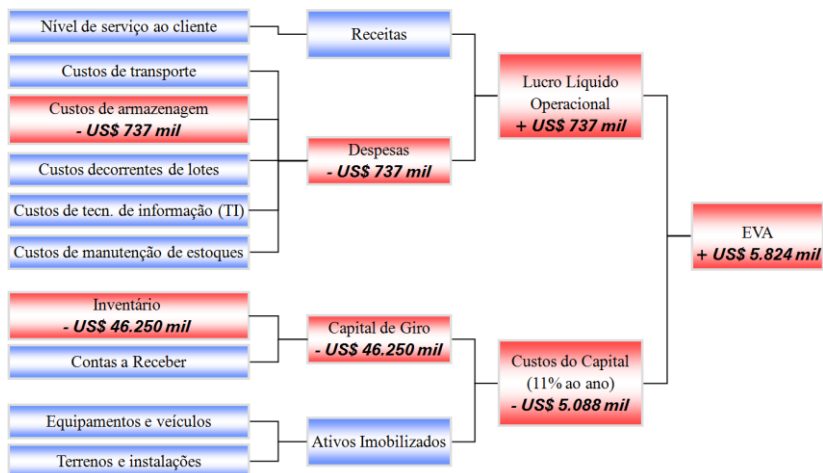 Nível de serviço ao cliente
Custos de transporte
Custos de armazenagem
- US$ 737 mil
Custos decorrentes de lotes
Custos de tecn. de informação (TI)
Custos de manutenção de estoques
Inventário
- US$ 46.250 mil
Contas a Receber
Equipamentos e veículos
Terrenos e instalações
Receitas
Despesas
- US$ 737 mil
Capital de Giro
- US$ 46.250 mil
Ativos Imobilizados
Lucro Líquido
Operacional
+ US$ 737 mil
Custos do Capital
(11% ao ano)
- US$ 5.088 mil
EVA
+ US$ 5.824 mil